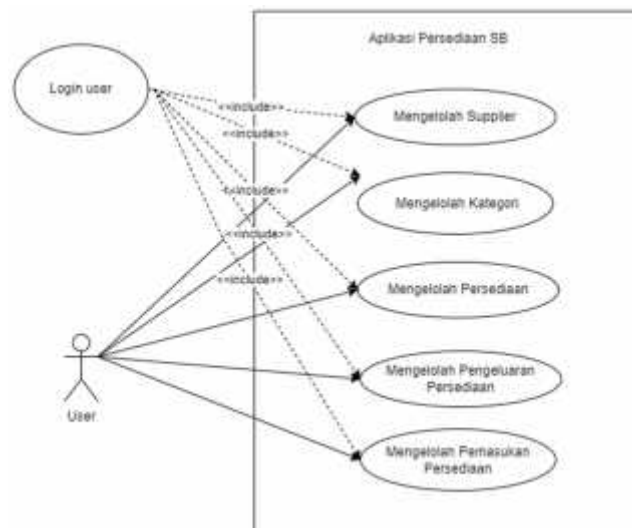 Aplikasi Persediaan SB
Login user
<<include>>
Mengelolah Supplier
<<include>>
<<include>>
Mengelolah Kategori
<<include>>
<<include>>
Mengelolah Persediaan
Mengelolah Pengeluaran
Persediaan
User
Mengelolah Pemasukan
Persediaan